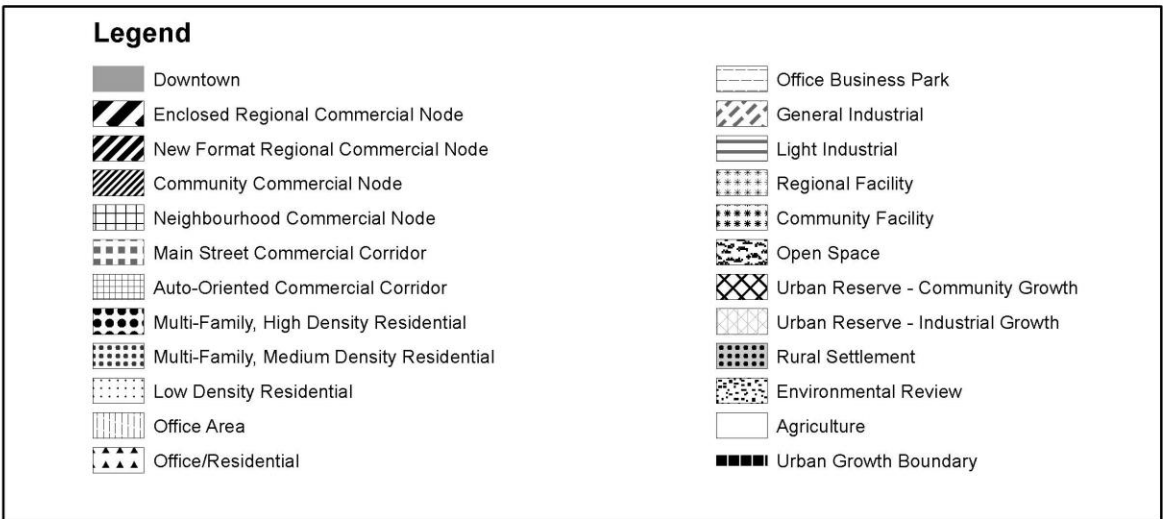 Legend
Downtown
Enclosed Regional Commercial Node
New Format Regional Commercial Node
Community Commercial Node
Neighbourhood Commercial Node
Main Street Commercial Corridor
Auto-Oriented Commercial Corridor
Multi-Family, High Density Residential
Multi-Family, Medium Density Residential
Low Density Residential
Office Area
Office/Residential
Office Business Park
General Industrial
Light Industrial
Regional Facility
Community Facility
Open Space
Urban Reserve - Community Growth
Urban Reserve - Industrial Growth
Rural Settlement
Environmental Review
Agriculture
Urban Growth Boundary